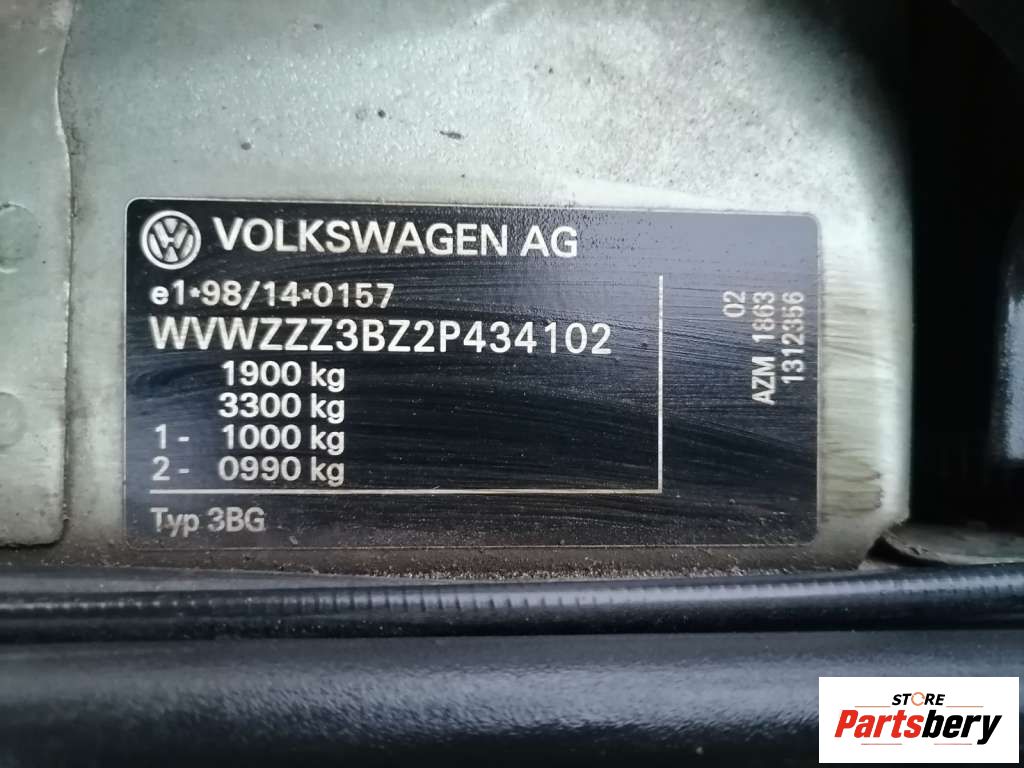 VOLKSWAGEN AG
e1*98/14*0157
WVWZZZ3BZ2P434102
1900 kg
3300 kg
1- 1000 kg
2- 0990 kg
Typ 3BG
02
AZM 1863
1312356
STORE
Partsbery